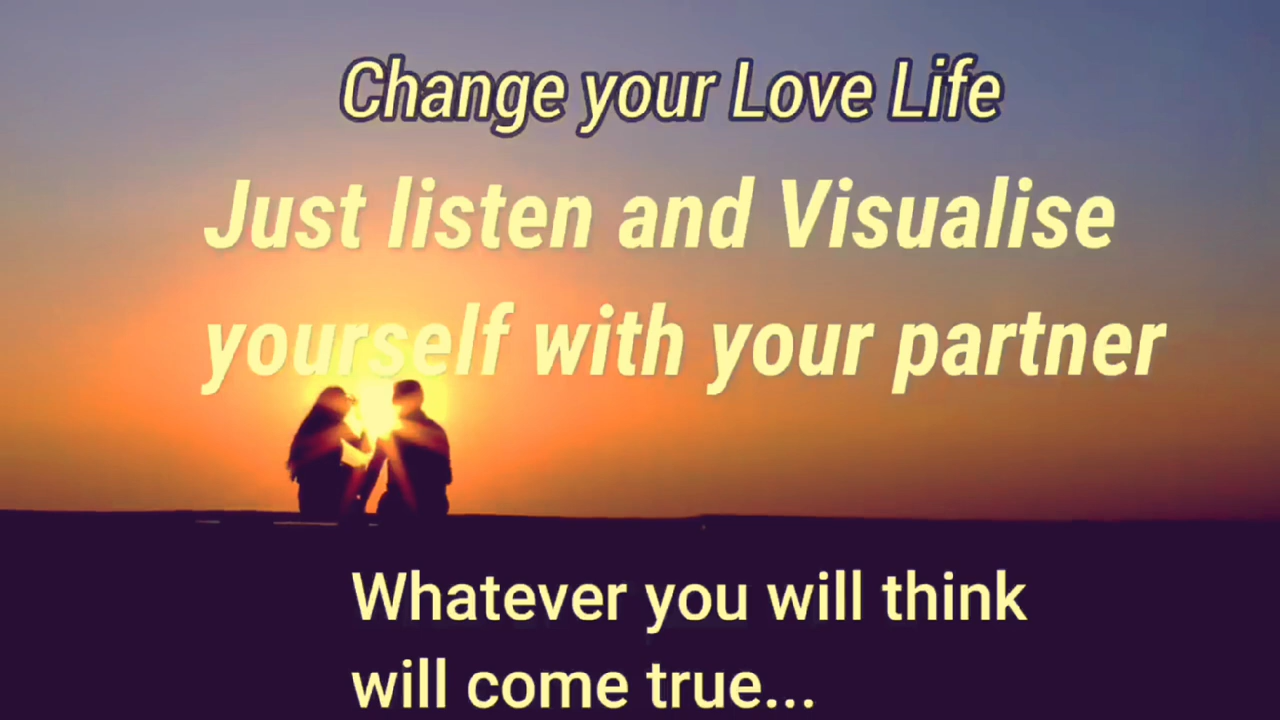 Change your Love Life
Just listen and Visualise
yourself with your partner
Whatever you will think
will come true...